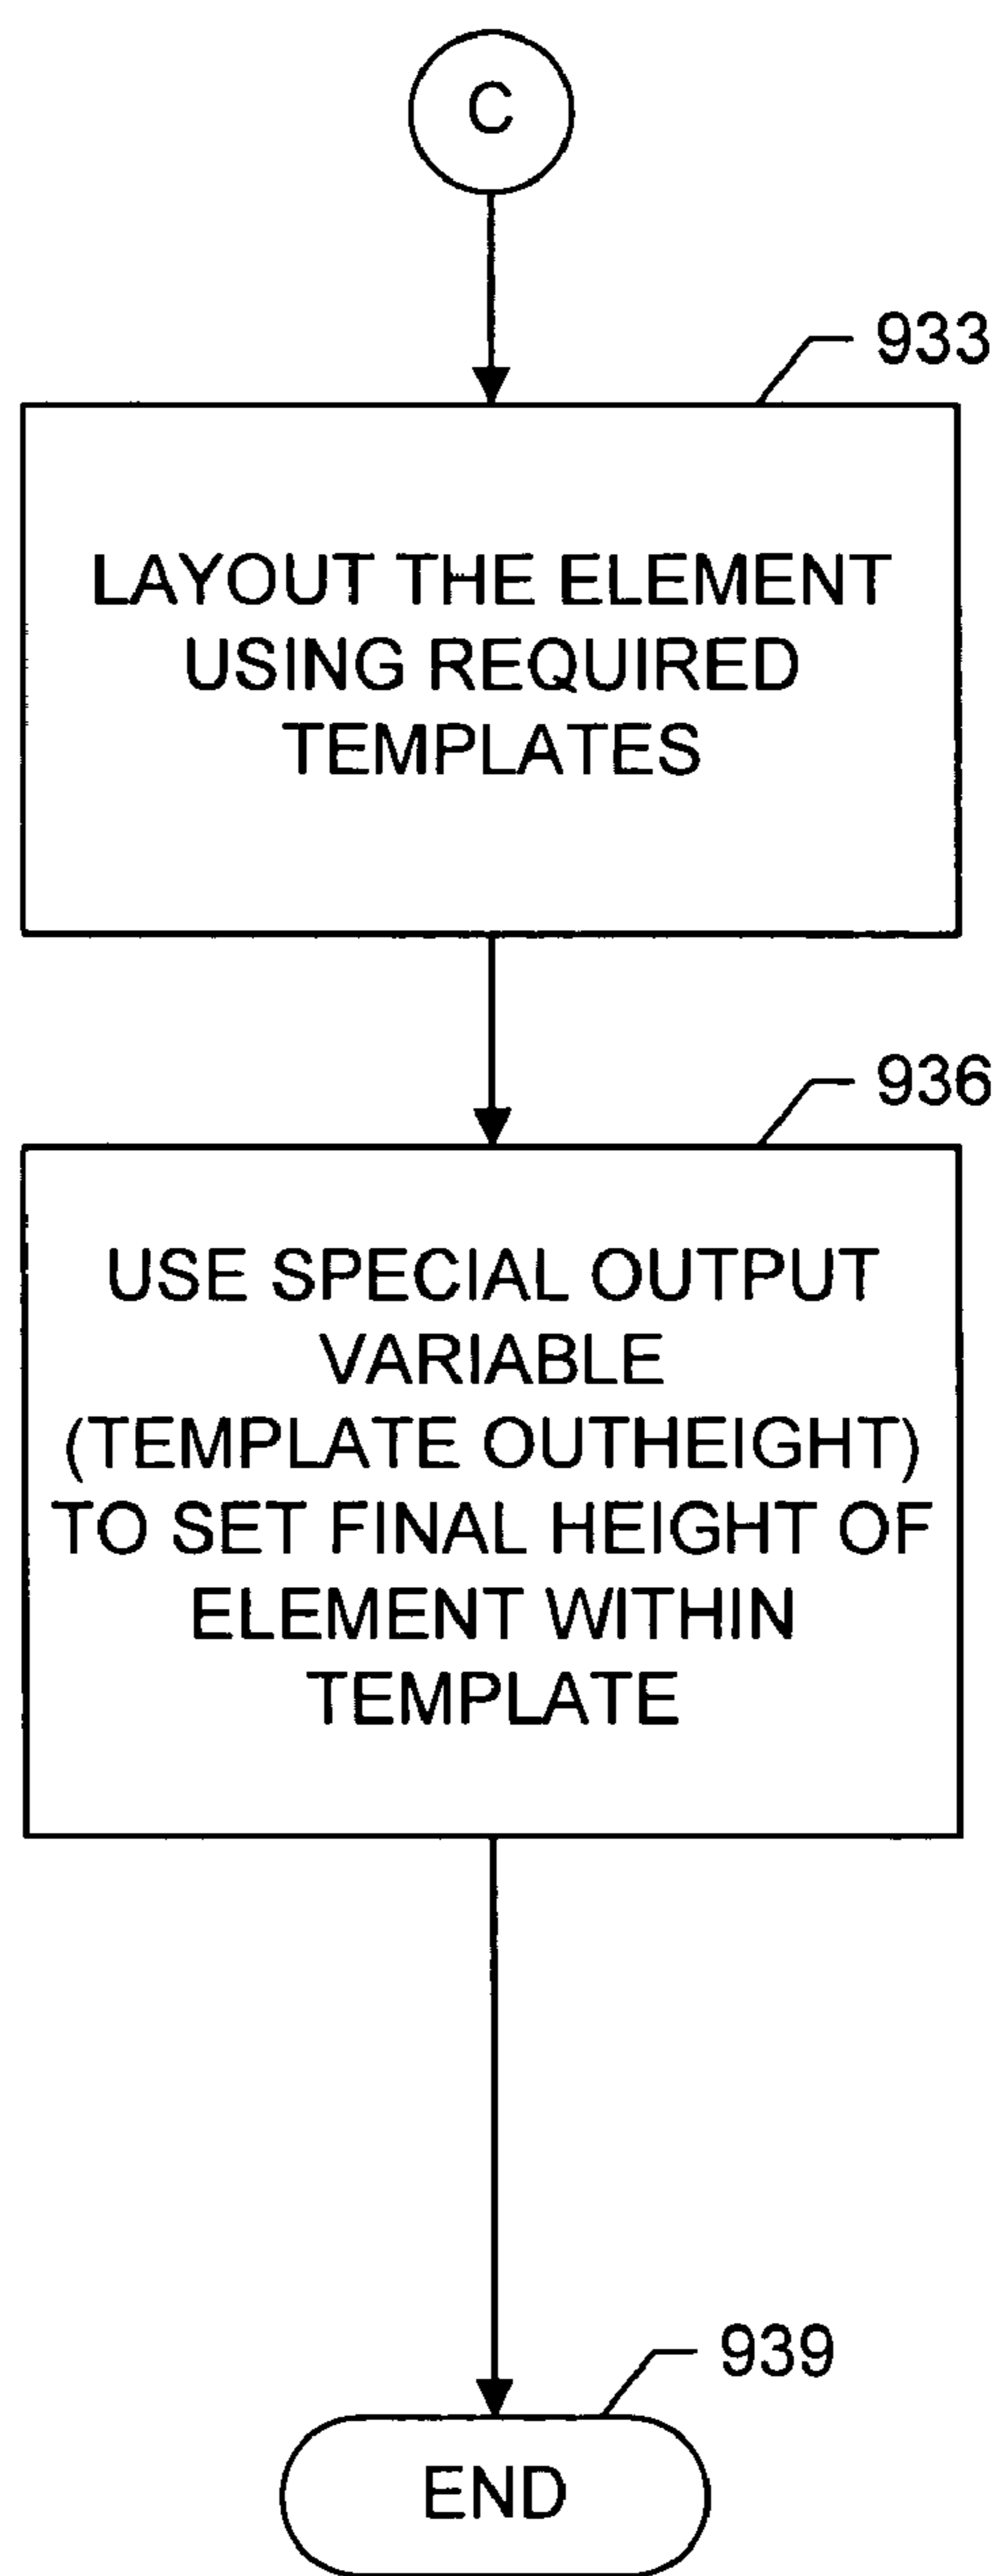 C
933
LAYOUT THE ELEMENT
USING REQUIRED
TEMPLATES
936
USE SPECIAL OUTPUT
VARIABLE
(TEMPLATE OUTHEIGHT)
TO SET FINAL HEIGHT OF
ELEMENT WITHIN
TEMPLATE
939
END